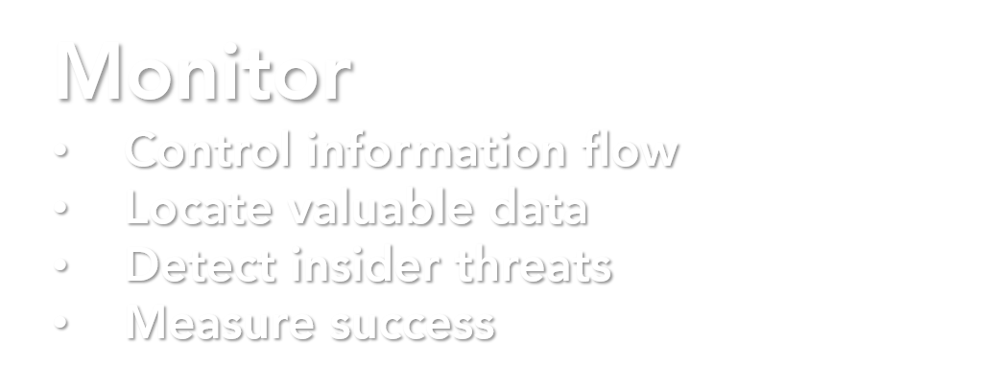 Monitor
• Control information flow
• Locate valuable data
• Detect insider threats
• Measure success